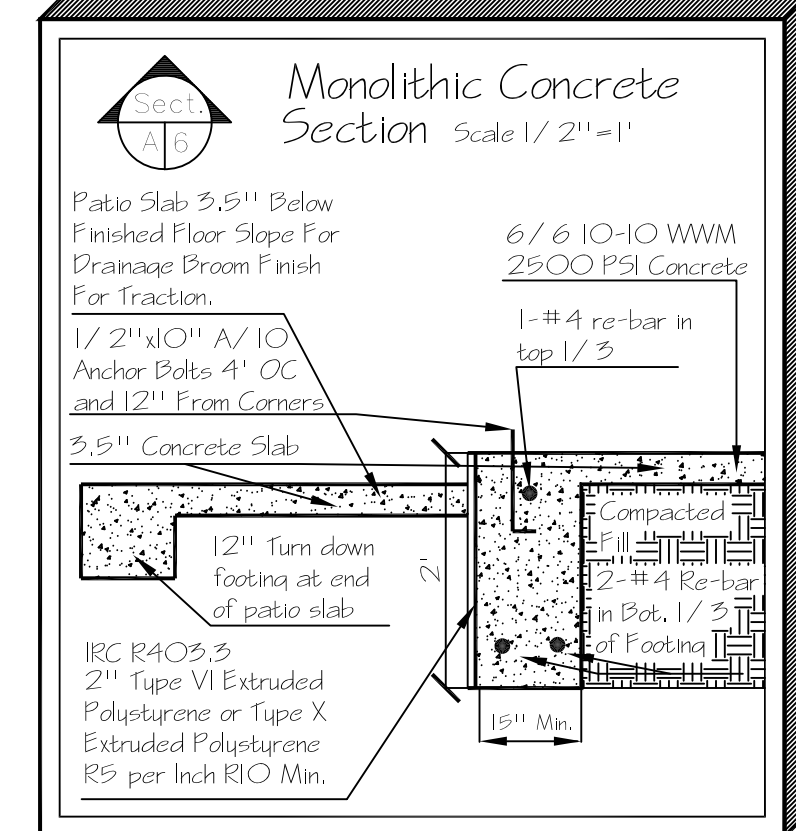 Sect.
A 6
Monolithic Concrete
Section Scale 1/2"=1'
Patio Slab 3.5" Below
Finished Floor Slope For
Drainage Broom Finish
For Traction.
1/2"x10" A/10
Anchor Bolts 4' OC
and 12" From Corners
3.5" Concrete Slab
6/6 10-10 WWM
2500 PSI Concrete
1-#4 re-bar in
top 1/3
Compacted
Fill
2-#4 Re-bar
in Bot. 1/3
of Footing
12" Turn down
footing at end
of patio slab
2'
15" Min.
IRC R403.3
2" Type VI Extruded
Polystyrene or Type X
Extruded Polystyrene
R5 per Inch R10 Min.